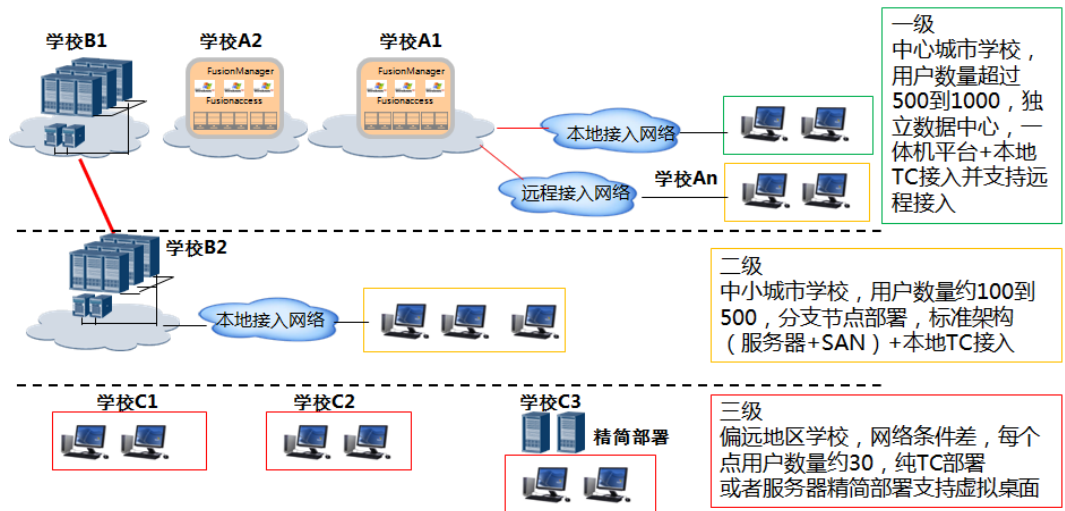 学校B1
学校A2
学校A1
FusionManager
Fusionaccess
FusionManager
Fusionaccess
本地接入网络
远程接入网络
学校An
一级
中心城市学校，
用户数量超过
500到1000，独
立数据中心，一
体机平台+本地
TC接入并支持远
程接入
学校B2
本地接入网络
二级
中小城市学校，用户数量约100到
500，分支节点部署，标准架构
（服务器+SAN）+本地TC接入
学校C1
学校C2
学校C3
精简部署
三级
偏远地区学校，网络条件差，每个
点用户数量约30，纯TC部署
或者服务器精简部署支持虚拟桌面